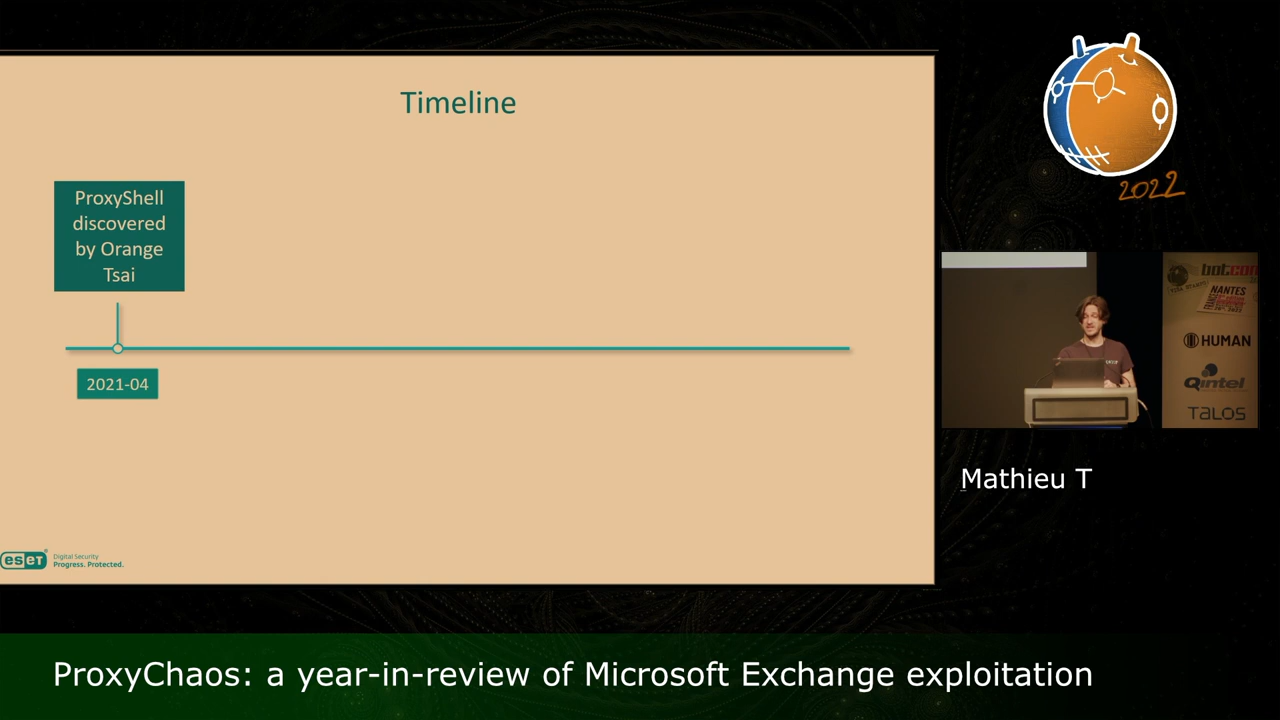 Timeline
ProxyShell
discovered
by Orange
Tsai
2021-04
eset
Digital Security
Progress. Protected.
2022
NANTES
HUMAN
Qintel
TALOS
Mathieu T
ProxyChaos: a year-in-review of Microsoft Exchange exploitation